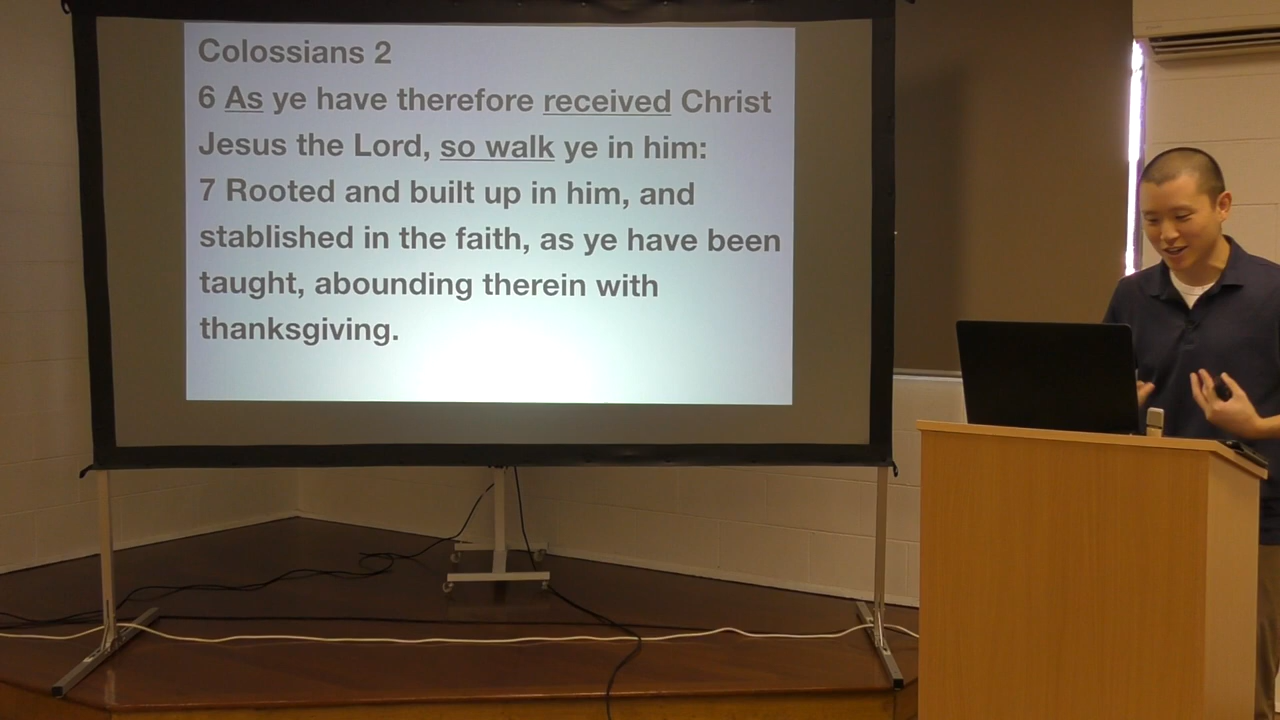 Colossians 2
6 As ye have therefore received Christ
Jesus the Lord, so walk ye in him:
7 Rooted and built up in him, and
stablished in the faith, as ye have been
taught, abounding therein with
thanksgiving.